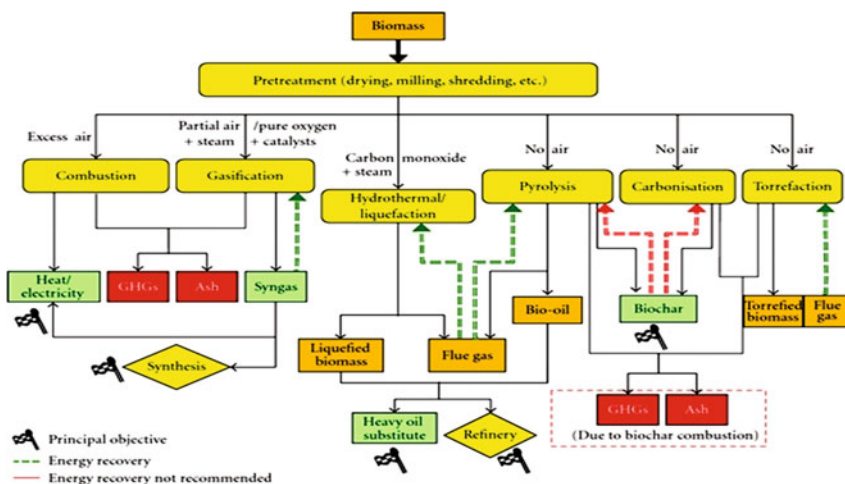 Biomass
Pretreatment (drying, milling, shredding, etc.)
Excess air
Partial air /pure oxygen
+ steam + catalysts
Carbon monoxide
+ steam
No air
No air
No air
Combustion
Gasification
Hydrothermal/
liquefaction
Pyrolysis
Carbonisation
Torrefaction
Heat/
electricity
GHGs
Ash
Syngas
Bio-oil
Biochar
Torrefied
biomass
Flue
gas
Synthesis
Liquefied
biomass
Flue gas
Heavy oil
substitute
Refinery
GHGs
Ash
(Due to biochar combustion)
Principal objective
Energy recovery
Energy recovery not recommended